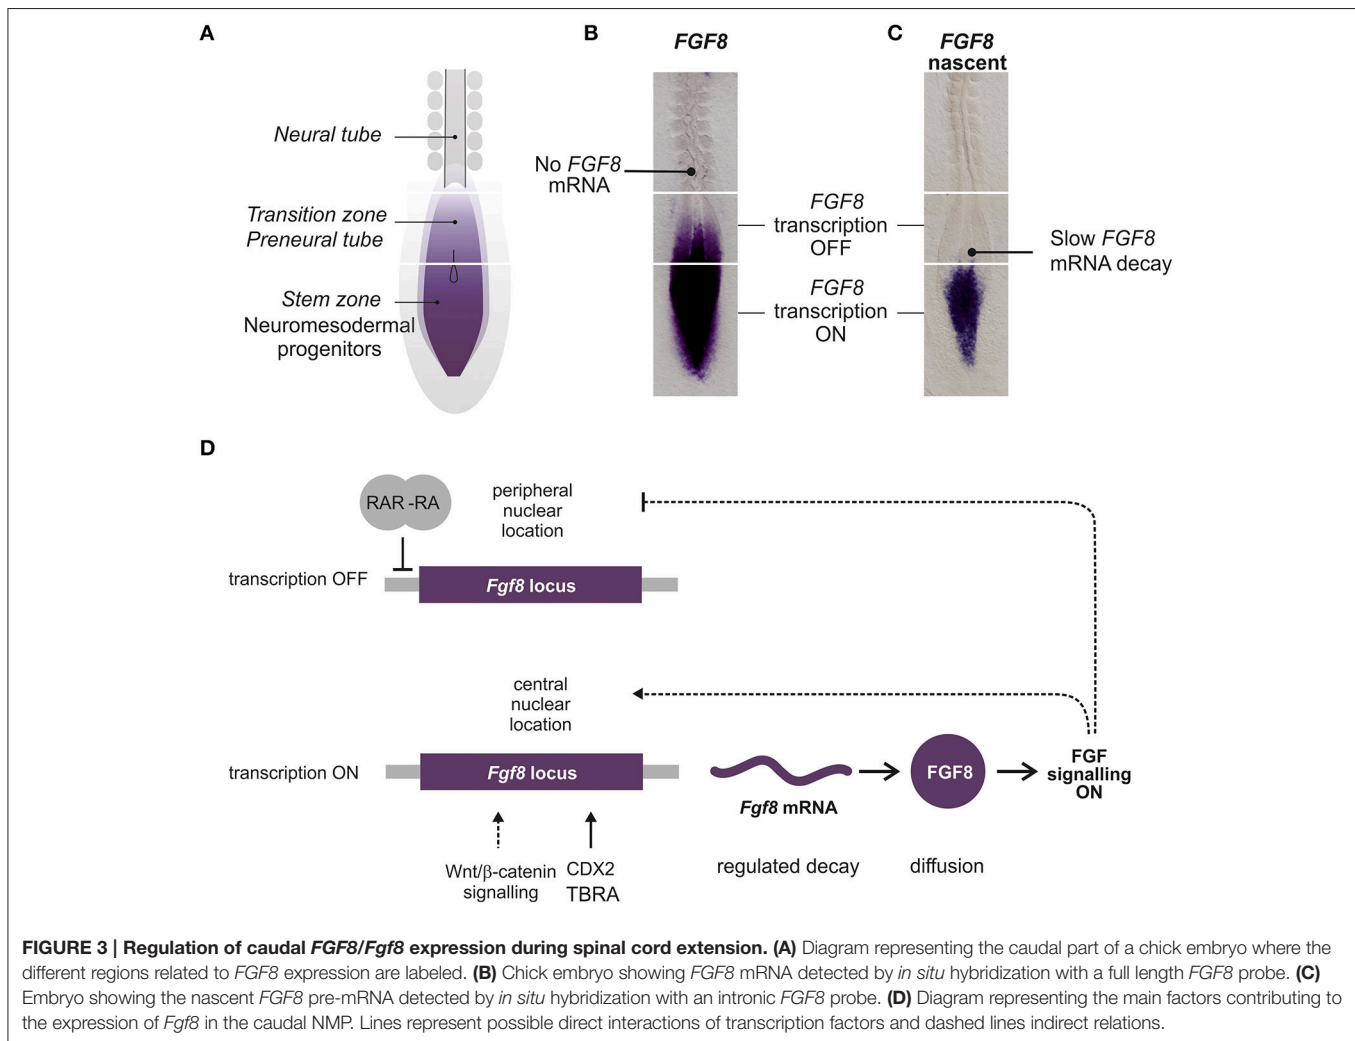 A
B
C
FGF8
FGF8
nascent
Neural tube
No FGF8
mRNA
Transition zone
Preneural tube
FGF8
transcription
OFF
Slow FGF8
mRNA decay
Stem zone
Neuromesodermal
progenitors
FGF8
transcription
ON
D
RAR -RA
peripheral
nuclear
location
transcription OFF
Fgf8 locus
central
nuclear
location
transcription ON
Fgf8 locus
Fgf8 mRNA
FGF8
FGF
signalling
ON
Wnt/β-catenin
signalling
CDX2
TBRA
regulated decay
diffusion
FIGURE 3 | Regulation of caudal FGF8/Fgf8 expression during spinal cord extension. (A) Diagram representing the caudal part of a chick embryo where the
different regions related to FGF8 expression are labeled. (B) Chick embryo showing FGF8 mRNA detected by in situ hybridization with a full length FGF8 probe. (C)
Embryo showing the nascent FGF8 pre-mRNA detected by in situ hybridization with an intronic FGF8 probe. (D) Diagram representing the main factors contributing to
the expression of Fgf8 in the caudal NMP. Lines represent possible direct interactions of transcription factors and dashed lines indirect relations.